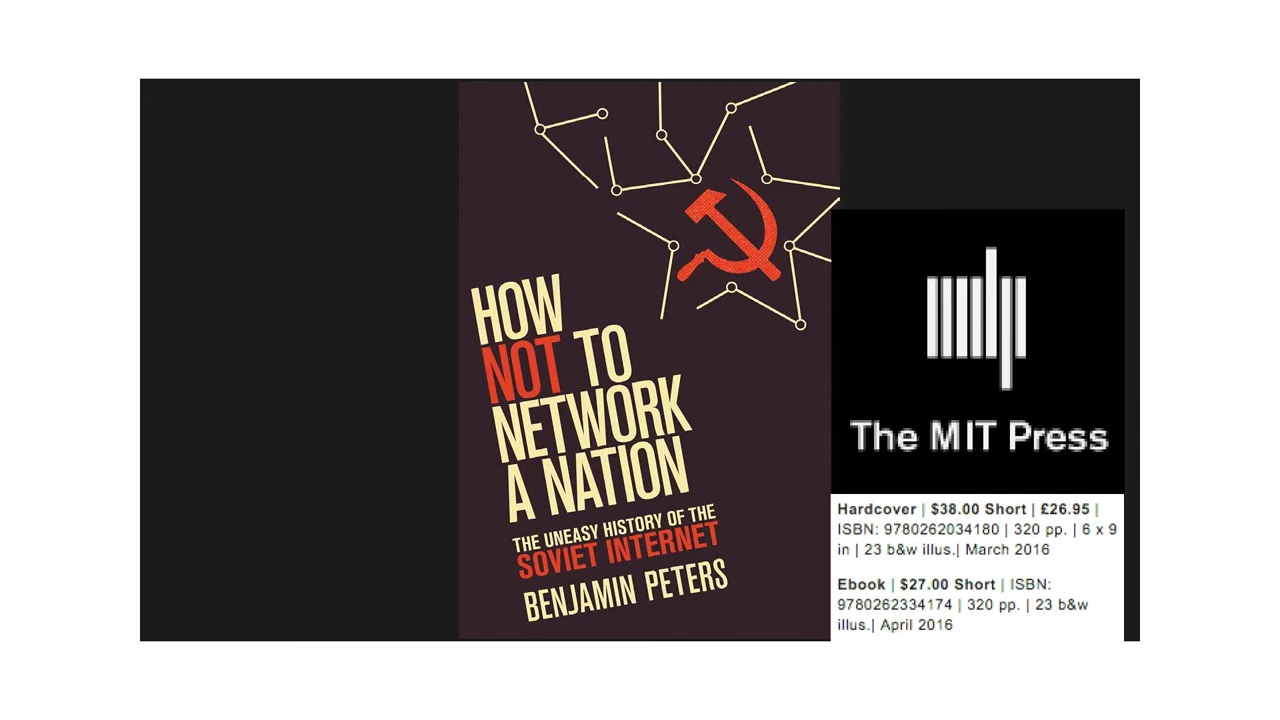 HOW
NOT TO
NETWORK
A NATION
THE UNEASY HISTORY OF THE
SOVIET INTERNET
BENJAMIN PETERS
The MIT Press
Hardcover | $38.00 Short | £26.95 |
ISBN: 9780262034180 | 320 pp. | 6 x 9
in | 23 b&w illus.| March 2016
Ebook | $27.00 Short | ISBN:
9780262334174 | 320 pp. | 23 b&w
illus.| April 2016